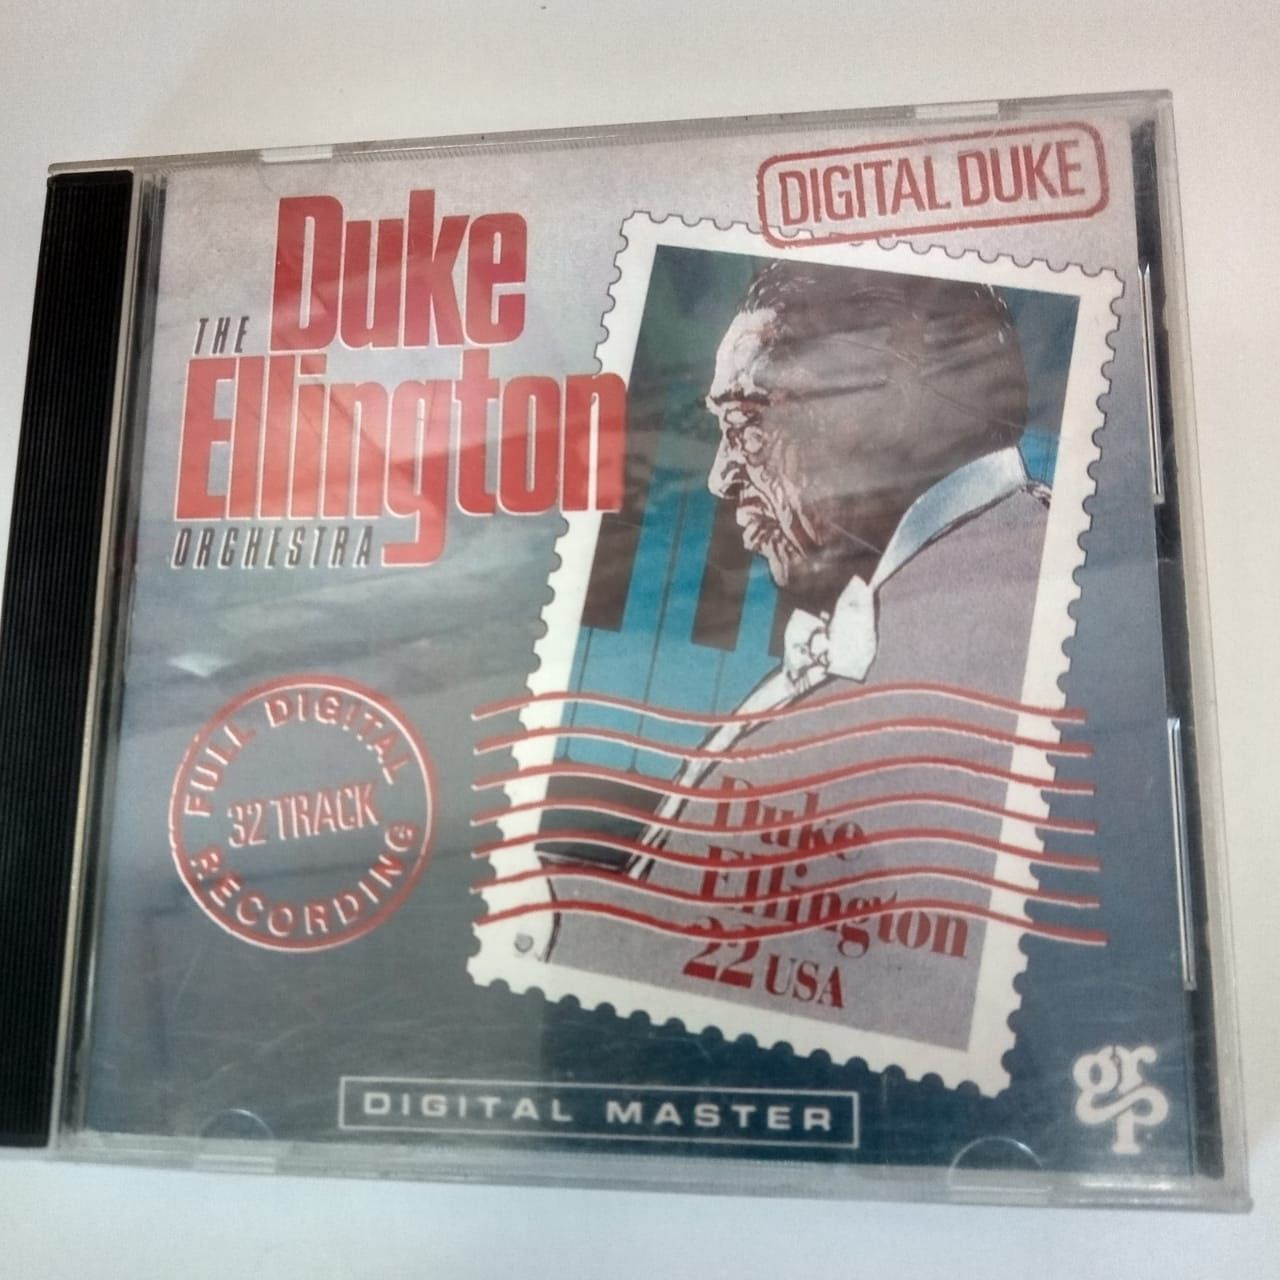 DIGITAL DUKE
THE Duke
Ellington
ORCHESTRA
FULL DIGITAL
32 TRACK
RECORDING
Duke
Ellington
22 USA
DIGITAL MASTER
grp